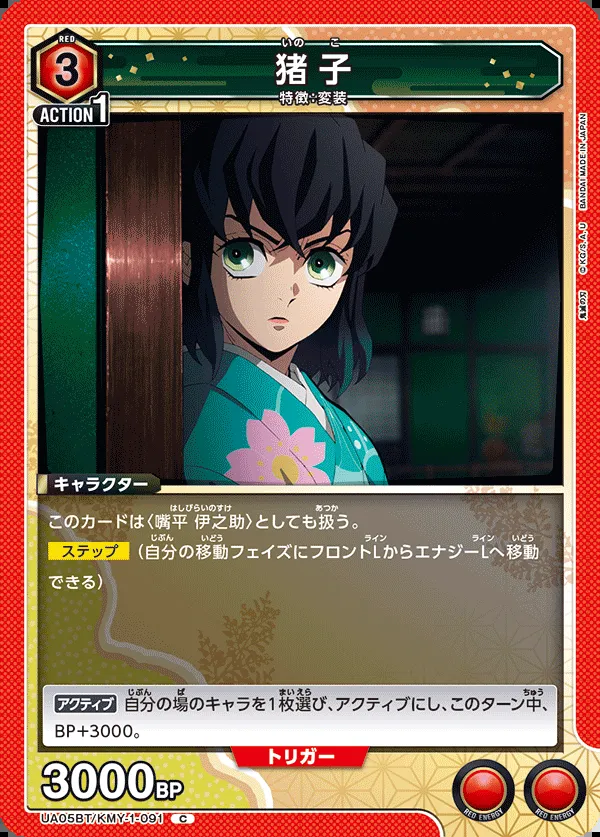 RED
3
ACTION 1
いのこ
猪子
特徴:変装
BANDAI MADE IN JAPAN
©KG/S,A,U
鬼滅の刃
キャラクター
はしびらいのすけ あつか
このカードは〈嘴平 伊之助〉としても扱う。
じぶん いどう ライン ライン いどう
ステップ (自分の移動フェイズにフロントLからエナジーLへ移動
できる)
じぶん ば まいえら ちゅう
アクティブ 自分の場のキャラを1枚選び、アクティブにし、このターン中、
BP+3000。
トリガー
3000BP
RED ENERGY RED ENERGY
UA05BT/KMY-1-091 C